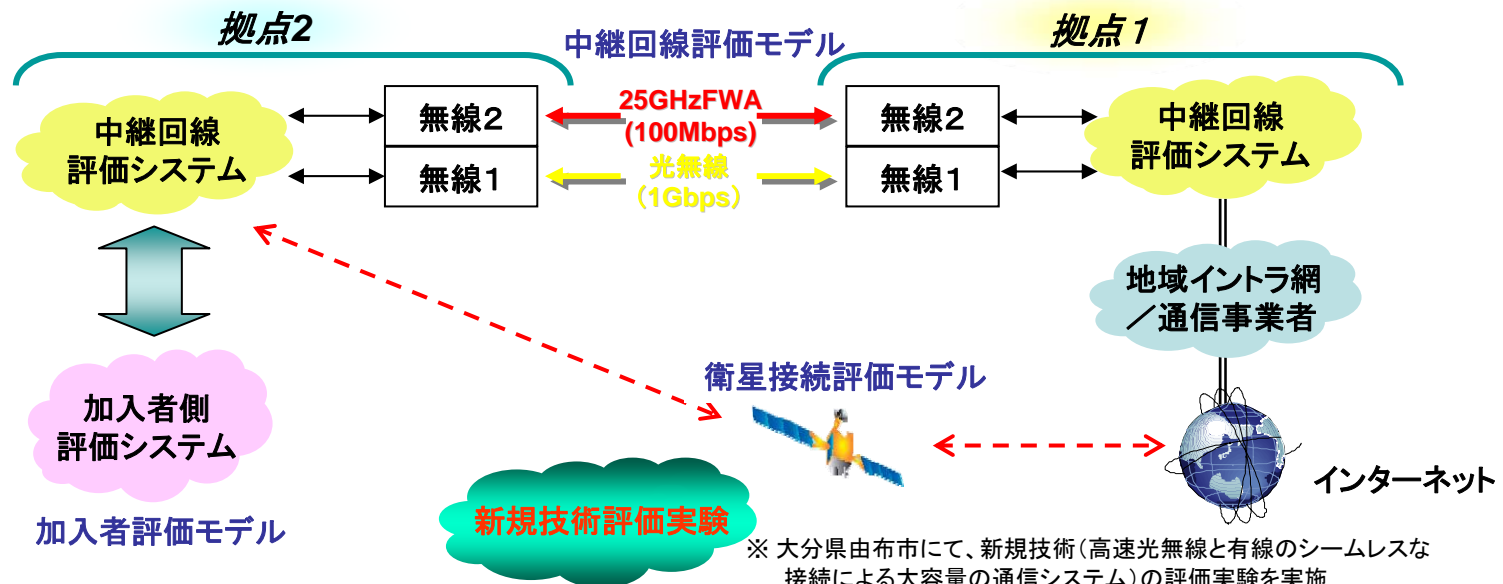 拠点2
拠点1
中継回線評価モデル
中継回線
評価システム
無線2
無線1
25GHzFWA
(100Mbps)
光無線
(1Gbps)
無線2
無線1
中継回線
評価システム
地域イントラ網
／通信事業者
衛星接続評価モデル
加入者側
評価システム
加入者評価モデル
新規技術評価実験
インターネット
※ 大分県由布市にて、新規技術(高速光無線と有線のシームレスな
接続による大容量の通信システム)の評価実験を実施